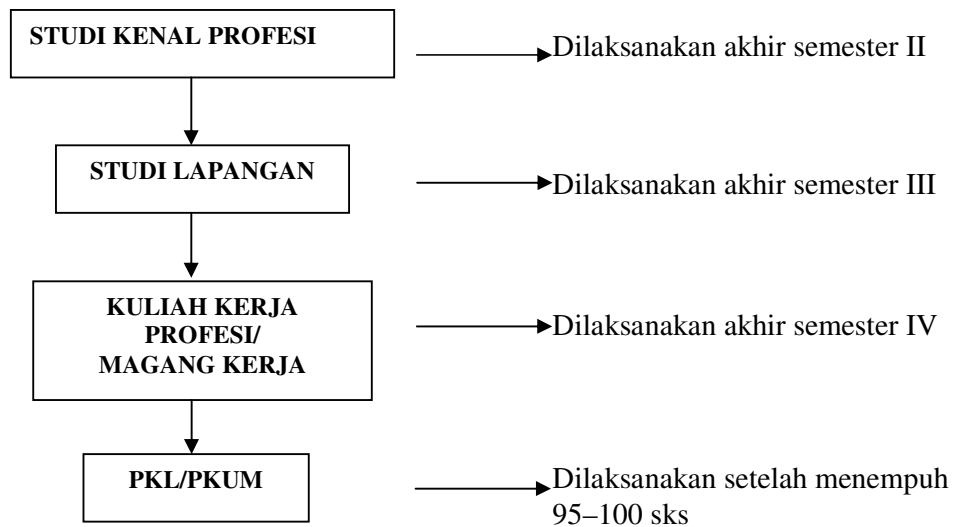 STUDI KENAL PROFESI
Dilaksanakan akhir semester II
STUDI LAPANGAN
Dilaksanakan akhir semester III
KULIAH KERJA
PROFESI/
MAGANG KERJA
Dilaksanakan akhir semester IV
PKL/PKUM
Dilaksanakan setelah menempuh
95–100 sks